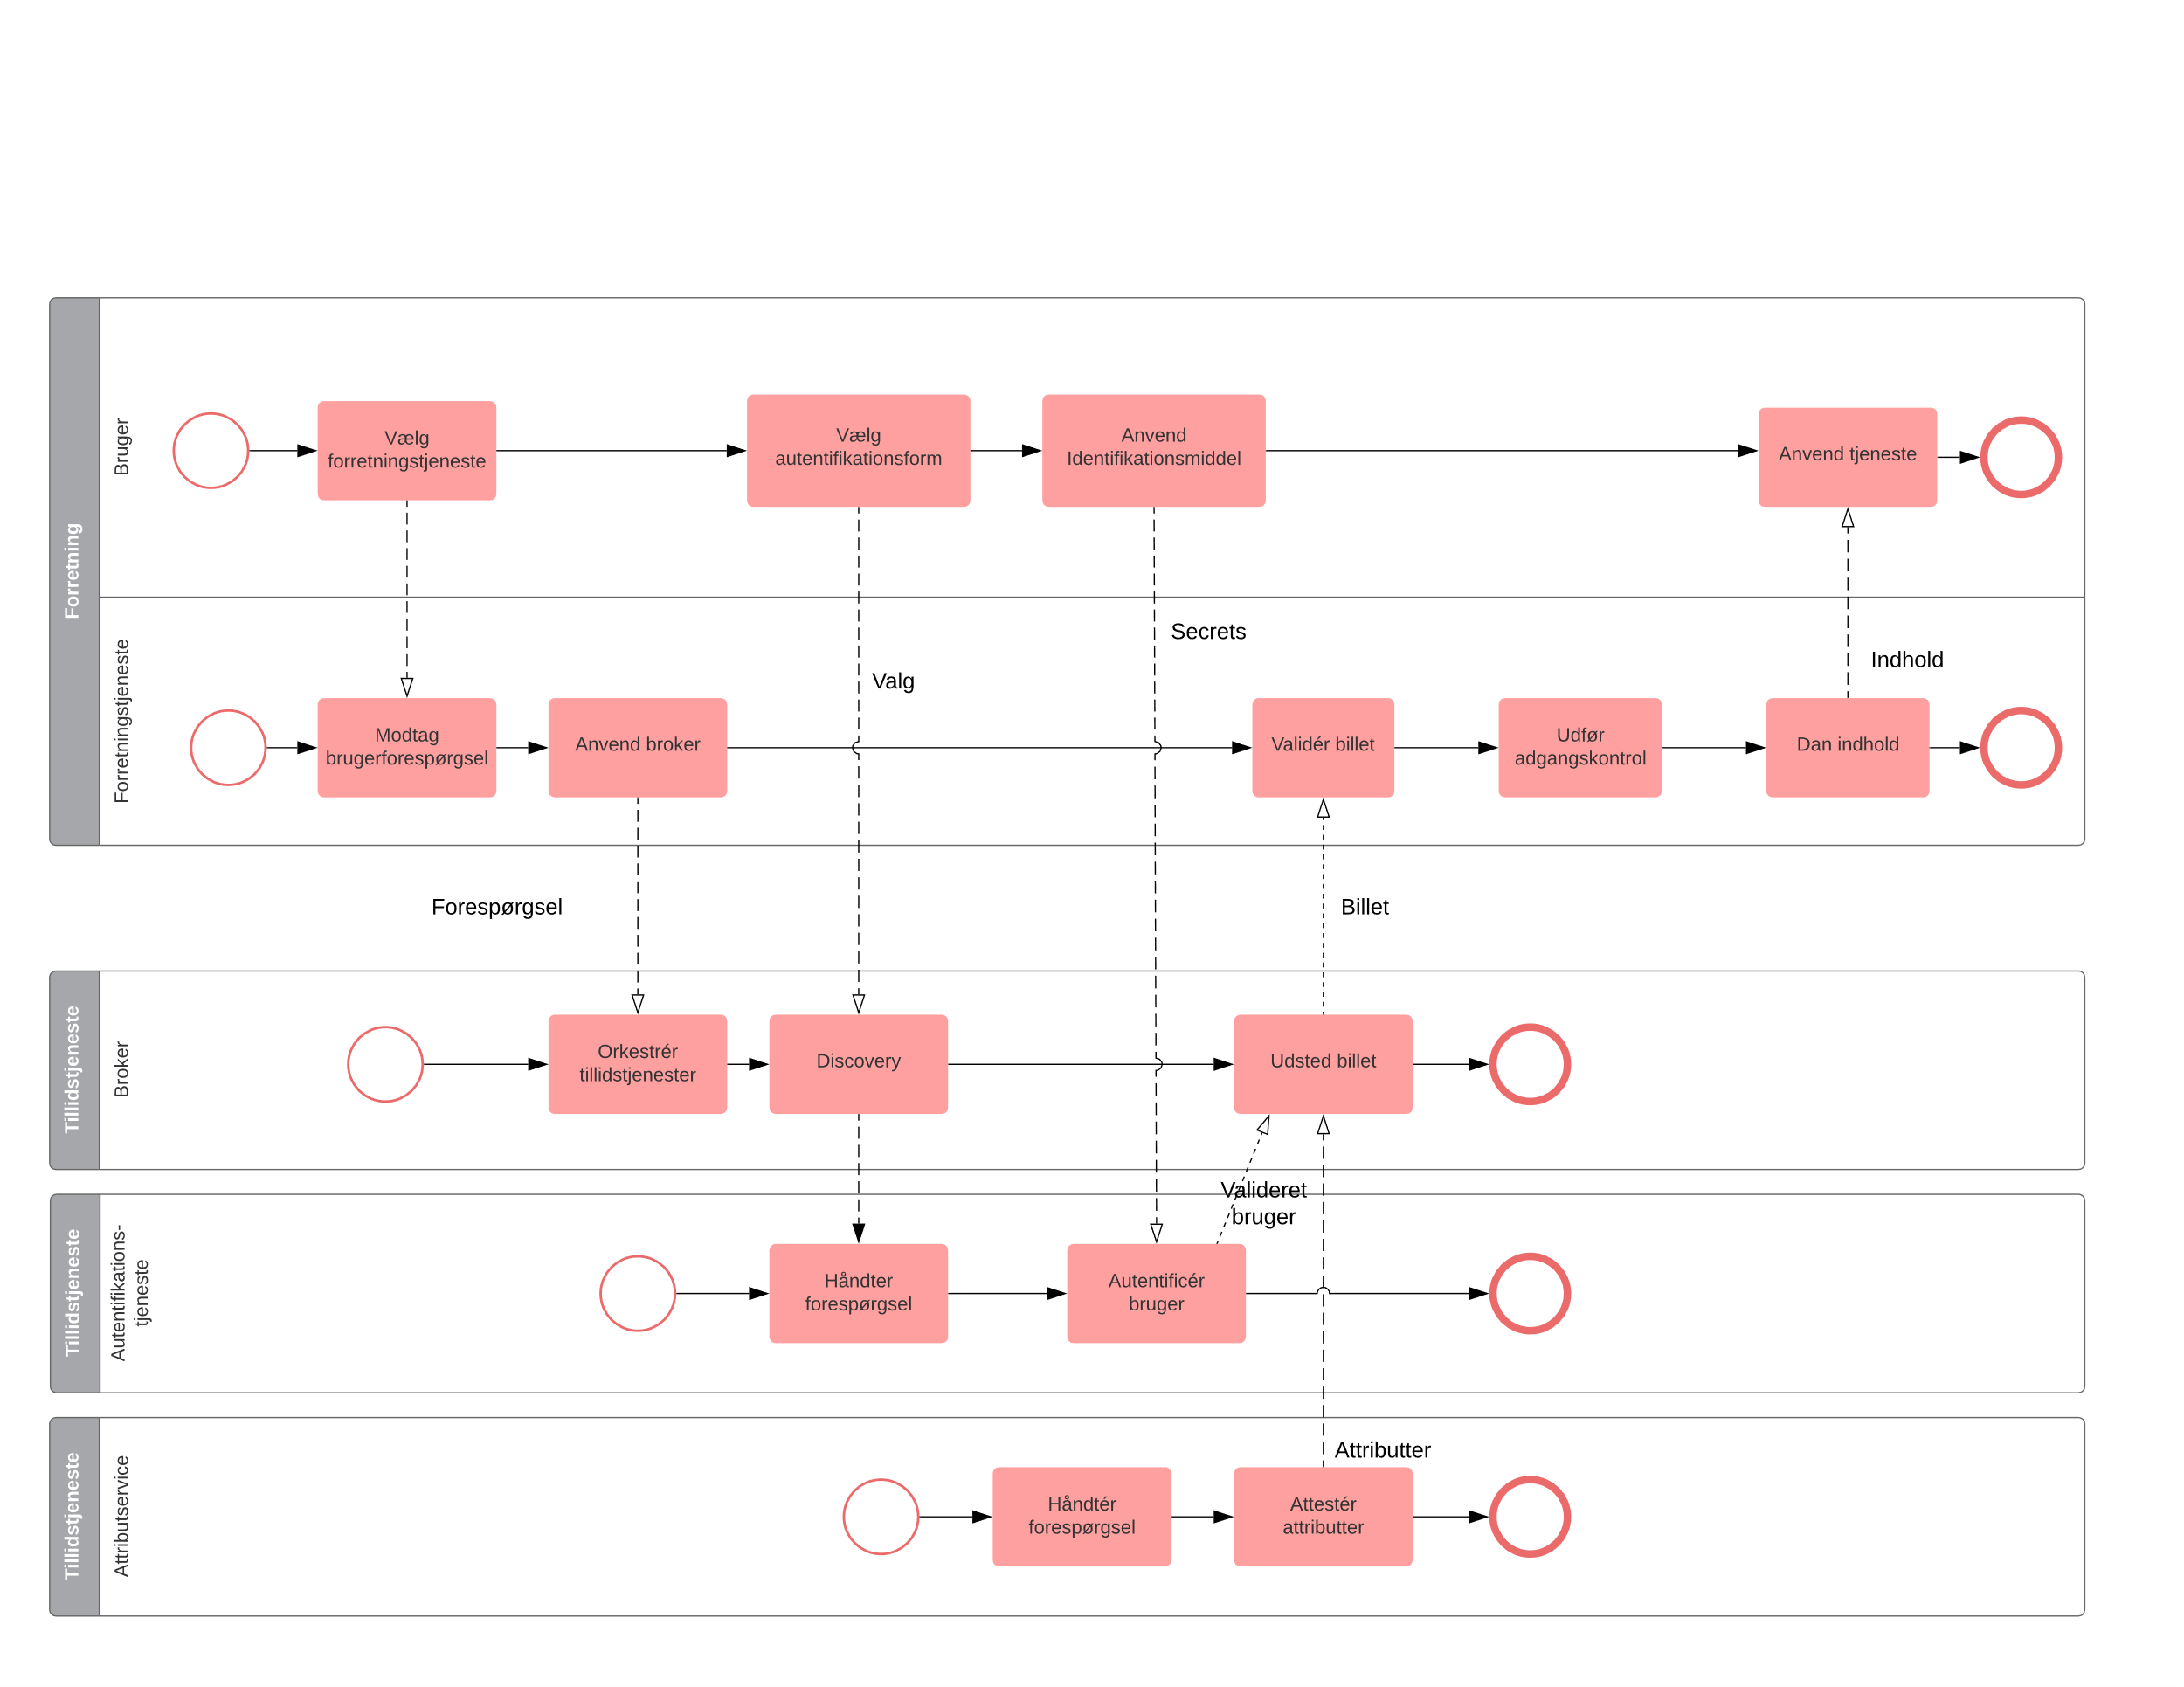 Forretning
Bruger
Vælg
forretningstjeneste
Vælg
autentifikationsform
Anvend
Identifikationsmiddel
Anvend tjeneste
Forretningstjeneste
Secrets
Indhold
Valg
Modtag
brugerforespørgsel
Anvend broker
Validér billet
Udfør
adgangskontrol
Dan indhold
Forespørgsel
Billet
Tillidstjeneste
Broker
Orkestrér
tillidstjenester
Discovery
Udsted billet
Valideret
bruger
Tillidstjeneste
Autentifikations-
tjeneste
Håndter
forespørgsel
Autentificér
bruger
Tillidstjeneste
Attributservice
Attributter
Håndtér
forespørgsel
Attestér
attributter